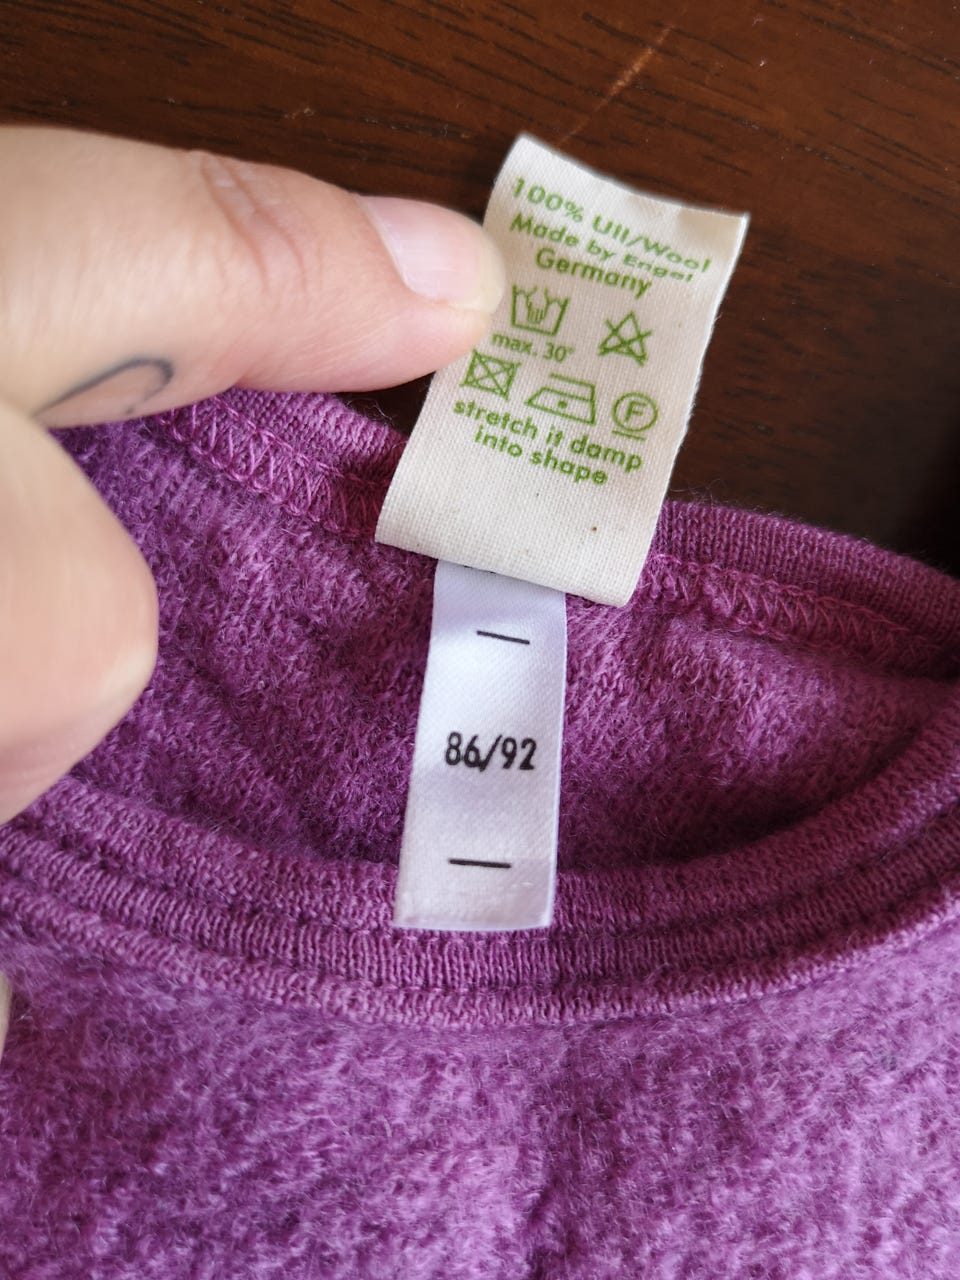 100% Ull/Wool
Made by Engel
Germany
max. 30°
F
stretch it damp
into shape
86/92